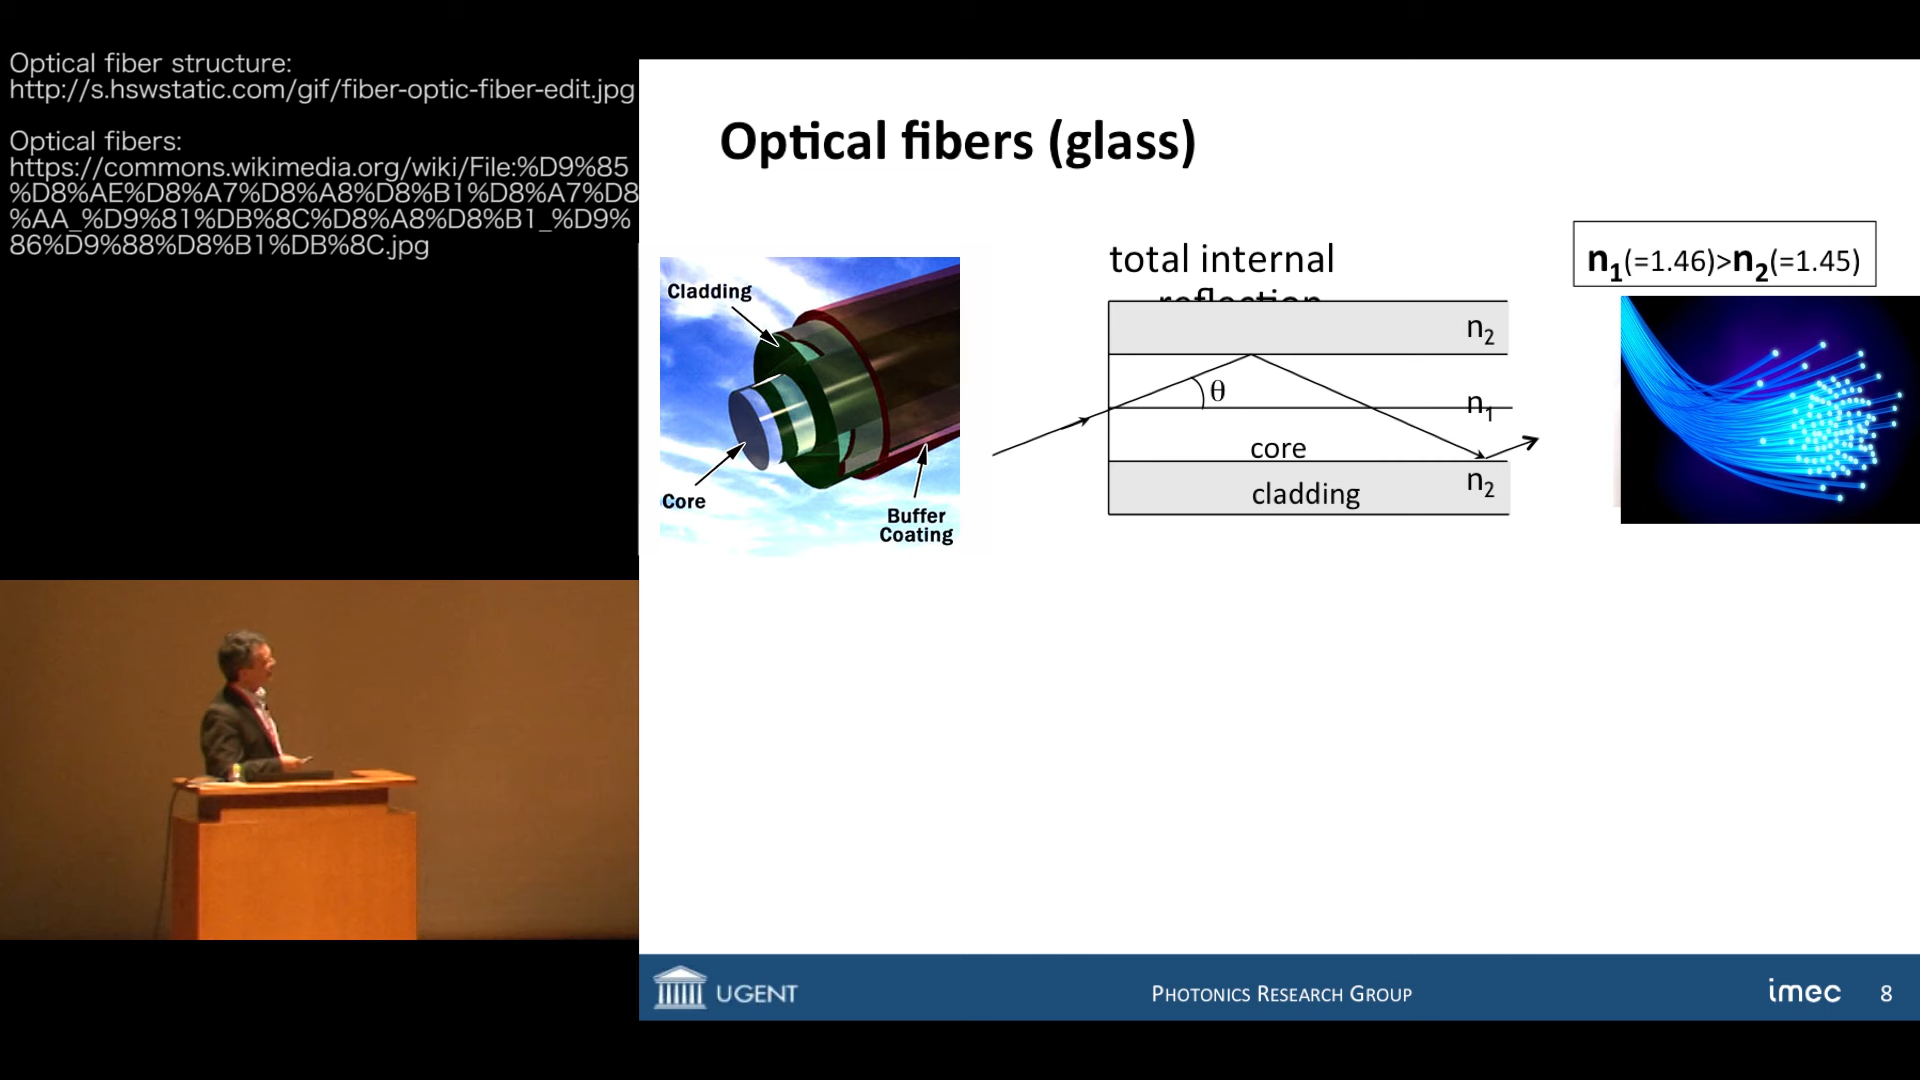 Optical fiber structure:
http://s.hswstatic.com/gif/fiber-optic-fiber-edit.jpg
Optical fibers:
https://commons.wikimedia.org/wiki/File:%D9%85
%D8%AE%D8%A7%D8%A8%D8%B1%D8%A7%D8
%AA_%D9%81%DB%8C%D8%A8%D8%B1_%D9%
86%D9%88%D8%B1%DB%8C.jpg
Optical fibers (glass)
total internal
reflection
n1(=1.46)>n2(=1.45)
Cladding
Core
Buffer
Coating
n2
θ
n1
core
n2
cladding
UGENT
PHOTONICS RESEARCH GROUP
imec
8